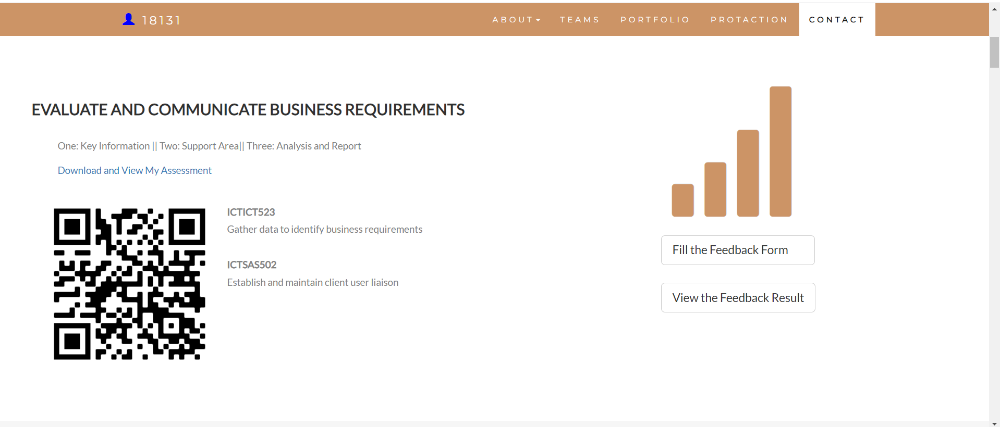 18131
ABOUT
TEAMS
PORTFOLIO
PROTACTION
CONTACT
EVALUATE AND COMMUNICATE BUSINESS REQUIREMENTS
One: Key Information || Two: Support Area|| Three: Analysis and Report
Download and View My Assessment
ICTICT523
Gather data to identify business requirements
ICTSAS502
Establish and maintain client user liaison
Fill the Feedback Form
View the Feedback Result